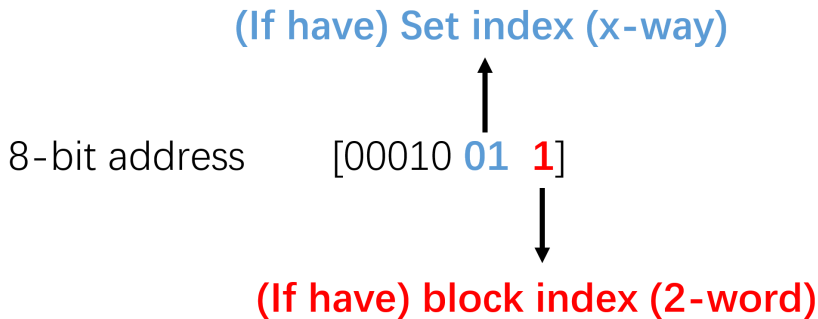 (If have) Set index (x-way)
8-bit address [00010 01 1]
(If have) block index (2-word)